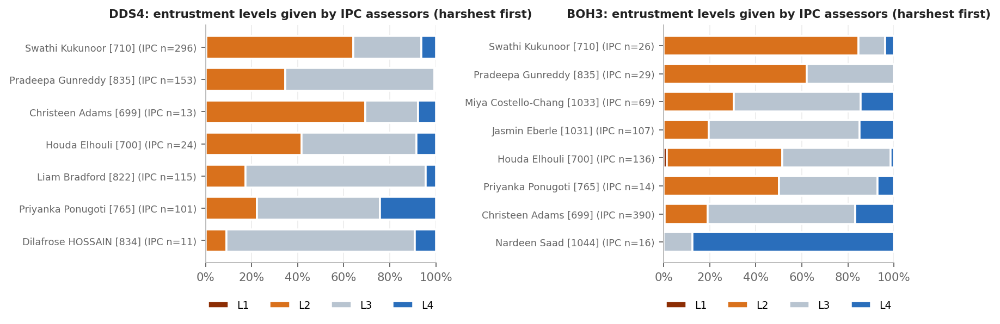 DDS4: entrustment levels given by IPC assessors (harshest first)
Swathi Kukunoor [710] (IPC n=296)
Pradeepa Gunreddy [835] (IPC n=153)
Christeen Adams [699] (IPC n=13)
Houda Elhouli [700] (IPC n=24)
Liam Bradford [822] (IPC n=115)
Priyanka Ponugoti [765] (IPC n=101)
Dilafrose HOSSAIN [834] (IPC n=11)
0% 20% 40% 60% 80% 100%
L1 L2 L3 L4
BOH3: entrustment levels given by IPC assessors (harshest first)
Swathi Kukunoor [710] (IPC n=26)
Pradeepa Gunreddy [835] (IPC n=29)
Miya Costello-Chang [1033] (IPC n=69)
Jasmin Eberle [1031] (IPC n=107)
Houda Elhouli [700] (IPC n=136)
Priyanka Ponugoti [765] (IPC n=14)
Christeen Adams [699] (IPC n=390)
Nardeen Saad [1044] (IPC n=16)
0% 20% 40% 60% 80% 100%
L1 L2 L3 L4